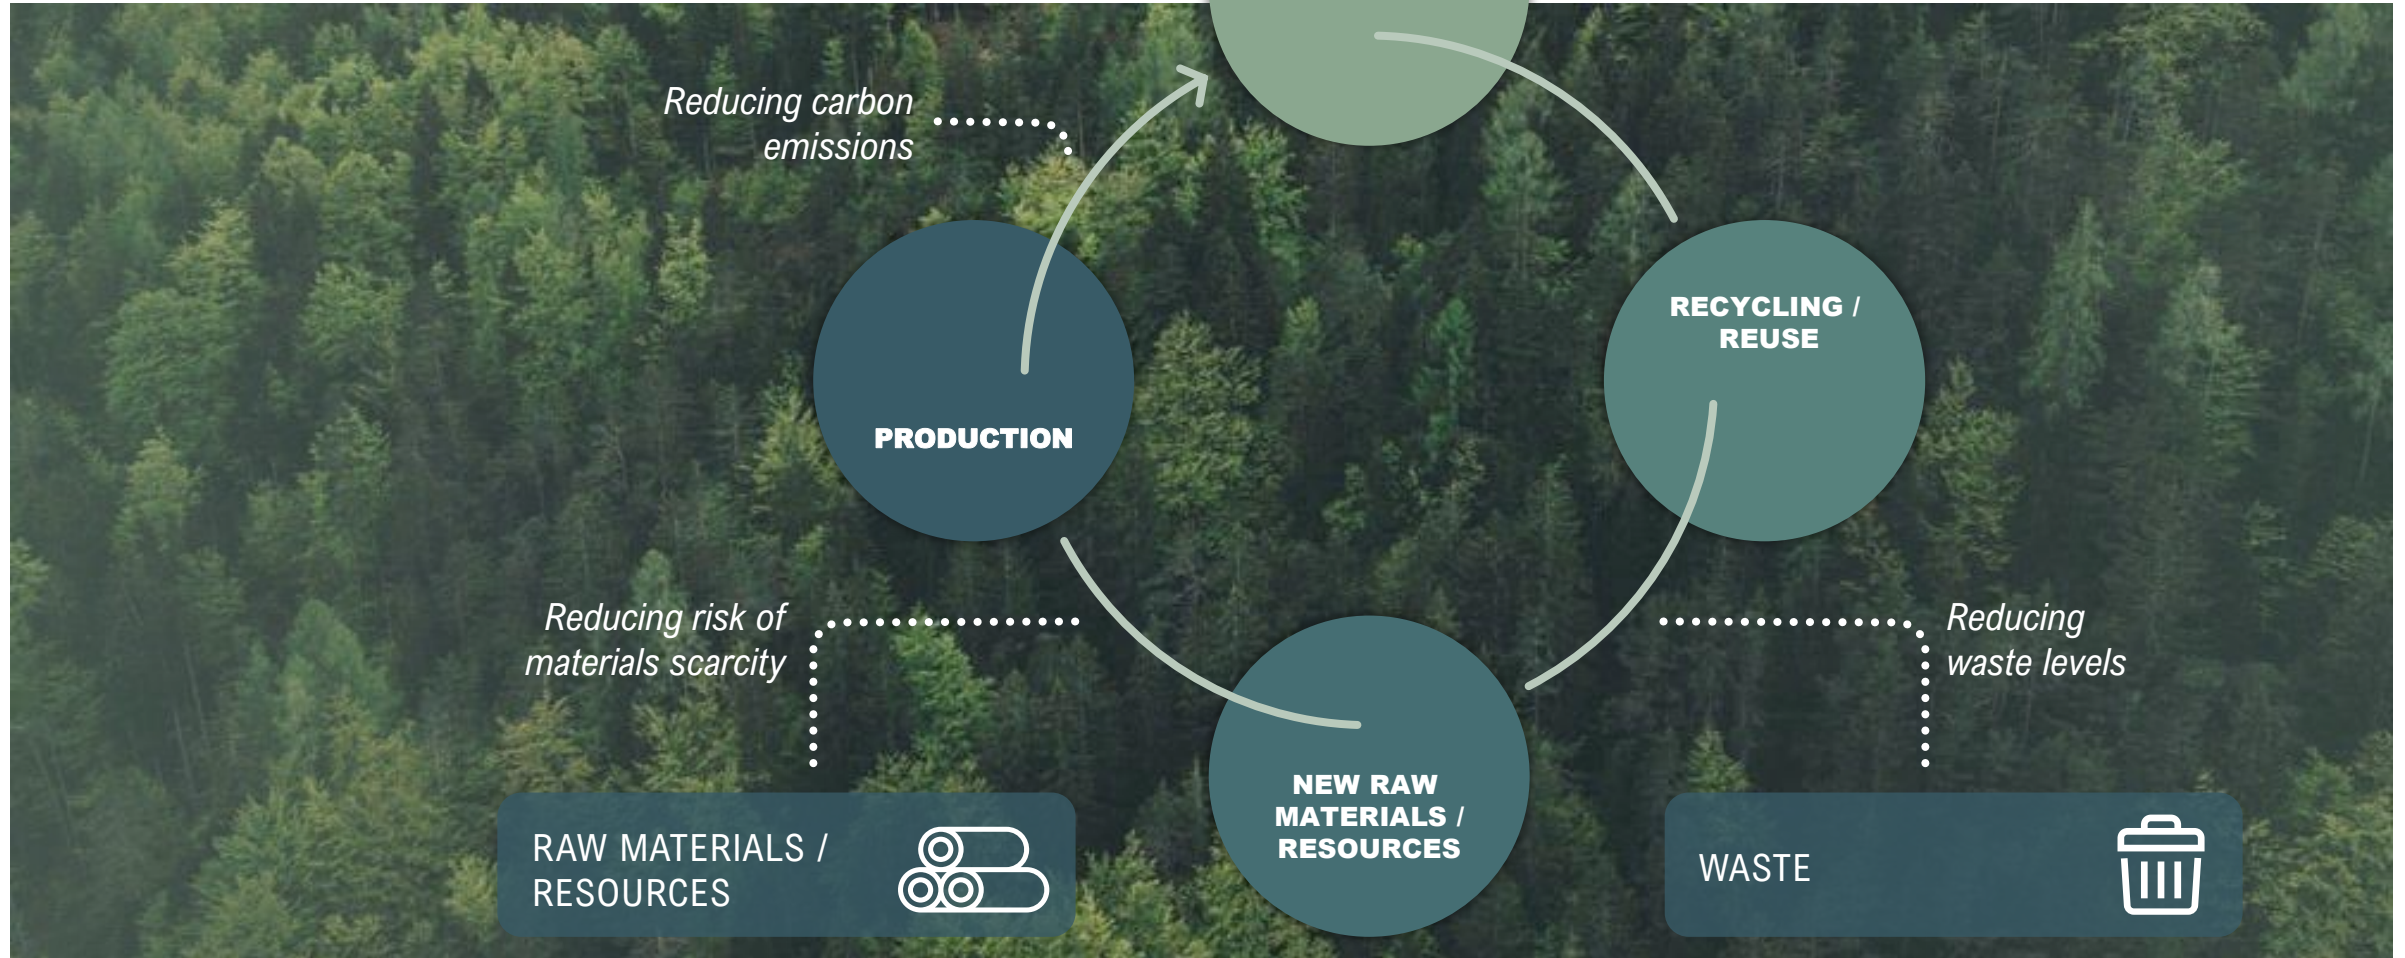 Reducing carbon
emissions
RECYCLING /
REUSE
PRODUCTION
Reducing risk of
materials scarcity
Reducing
waste levels
NEW RAW
MATERIALS /
RESOURCES
RAW MATERIALS /
RESOURCES
WASTE